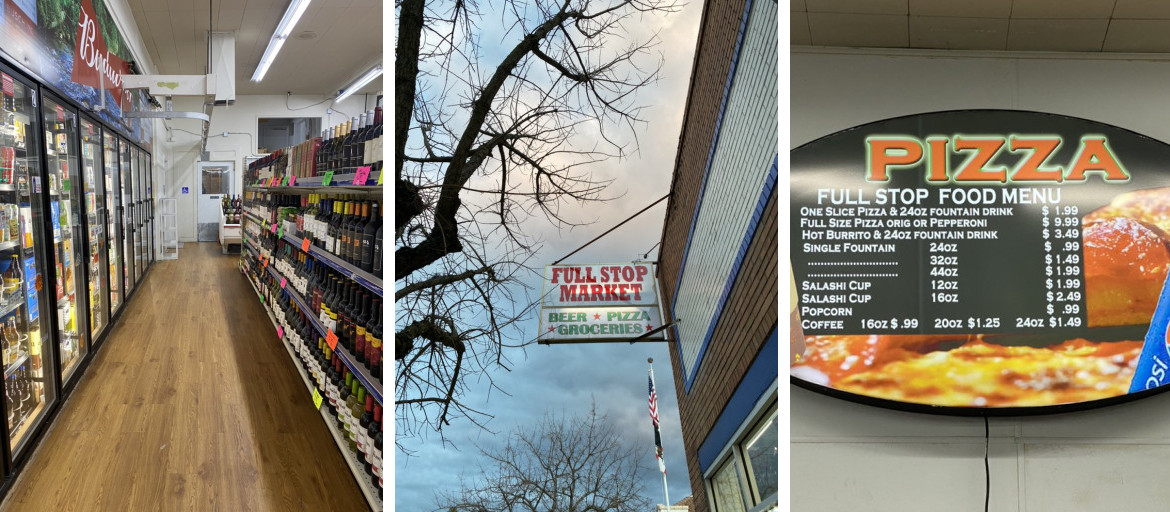 FULL STOP
MARKET
BEER ★ PIZZA
★GROCERIES★
PIZZA
FULL STOP FOOD MENU
ONE SLICE PIZZA & 24OZ FOUNTAIN DRINK $ 1.99
FULL SIZE PIZZA ORIG OR PEPPERONI $ 9.99
HOT BURRITO & 24OZ FOUNTAIN DRINK $ 3.49
SINGLE FOUNTAIN 24OZ $ .99
.............................. 32OZ $ 1.49
.............................. 44OZ $ 1.99
SALASHI CUP 12OZ $ 1.99
SALASHI CUP 16OZ $ 2.49
POPCORN $ .99
COFFEE 16OZ $ .99 20OZ $1.25 24OZ $1.49
psi